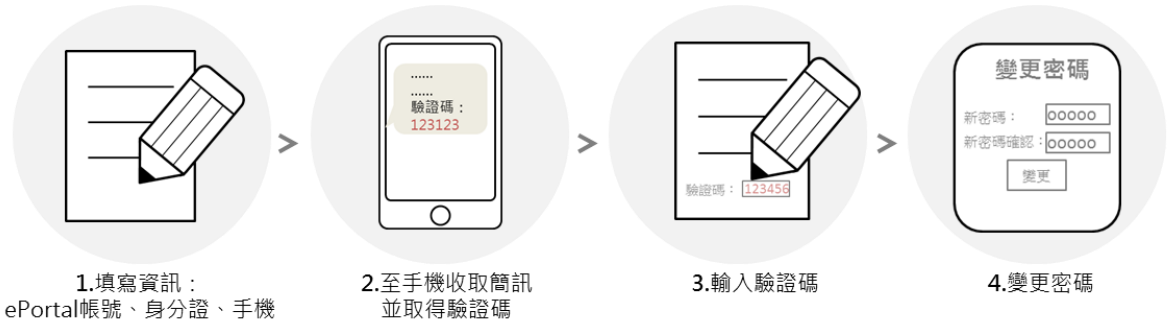 ......
......
驗證碼：
123123
驗證碼： 123456
變更密碼
新密碼： ooooo
新密碼確認： ooooo
變更
1.填寫資訊：
ePortal帳號、身分證、手機
2.至手機收取簡訊
並取得驗證碼
3.輸入驗證碼
4.變更密碼